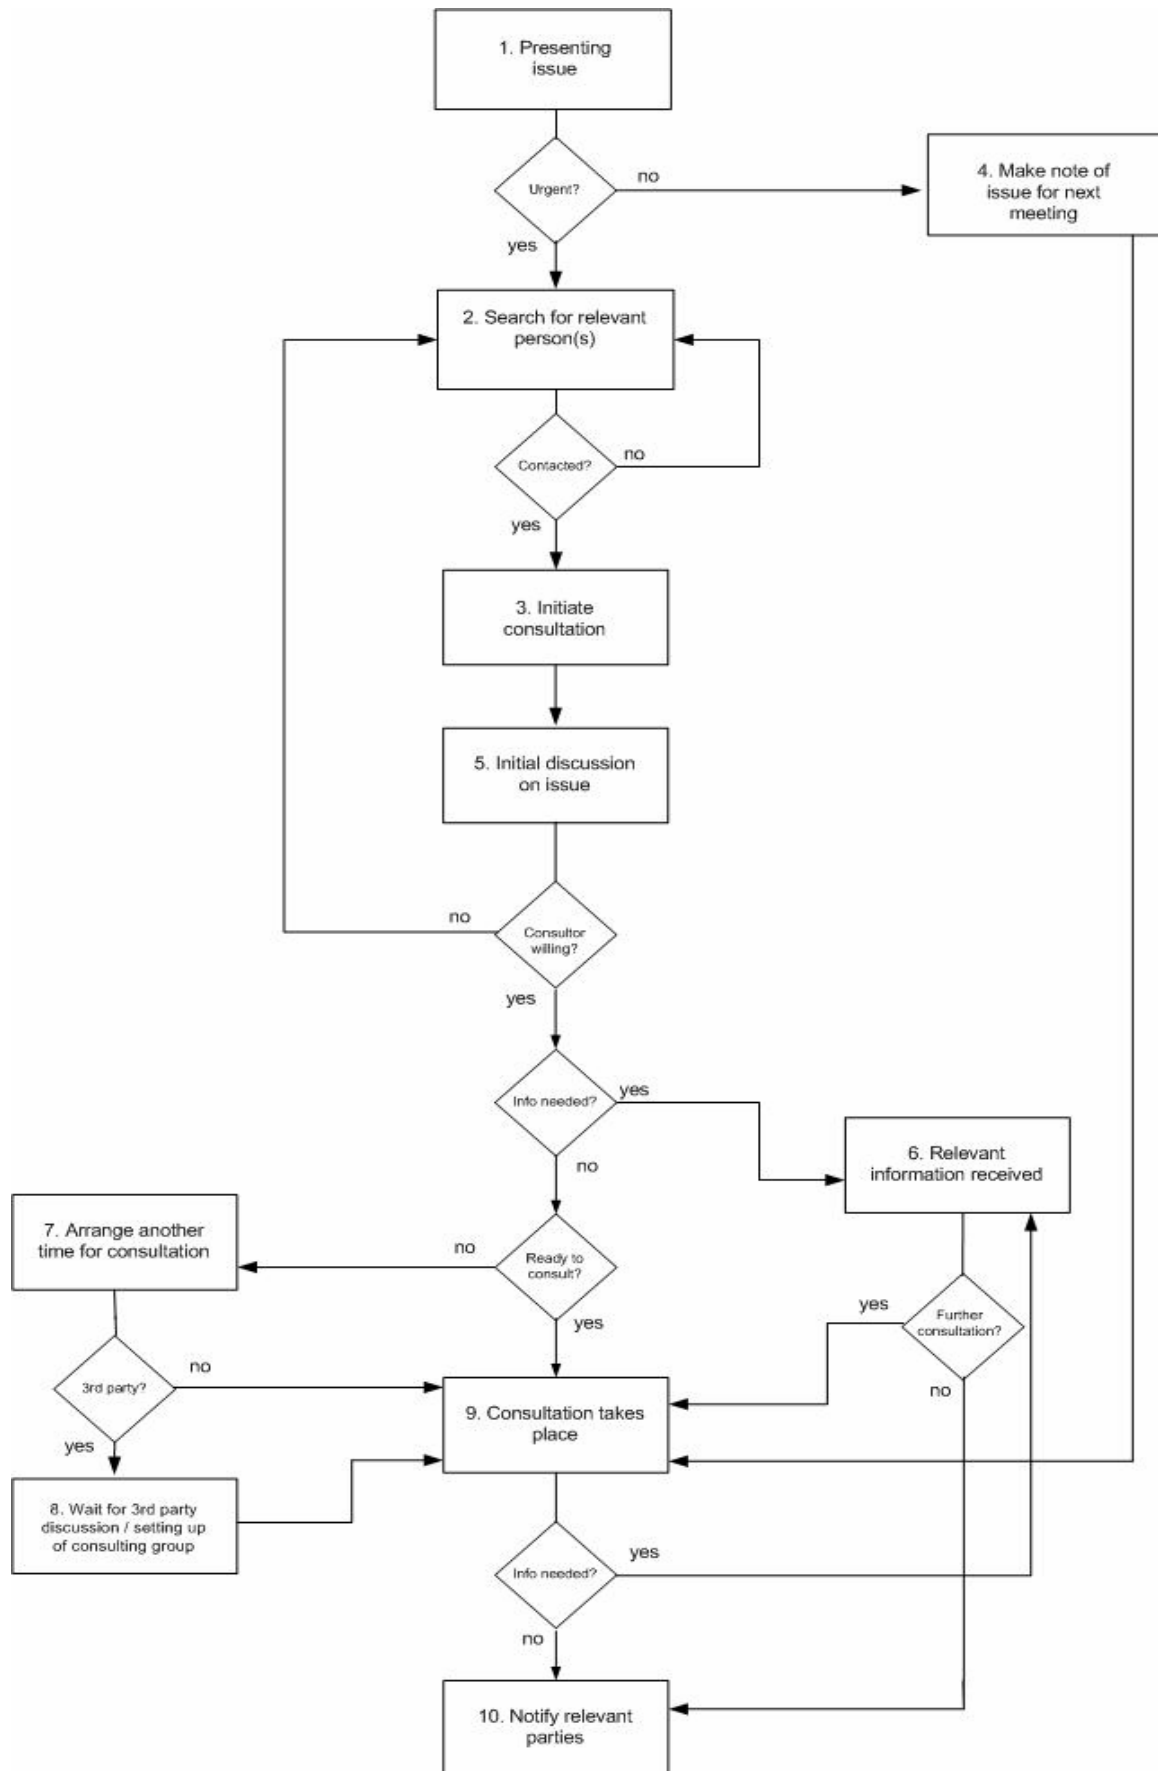 1. Presenting
issue
Urgent?
no
4. Make note of
issue for next
meeting
yes
2. Search for relevant
person(s)
Contacted?
no
yes
3. Initiate
consultation
5. Initial discussion
on issue
no
Consultor
willing?
yes
Info needed?
yes
6. Relevant
information received
no
7. Arrange another
time for consultation
no
Ready to
consult?
yes
yes
Further
consultation?
no
3rd party?
no
yes
9. Consultation takes
place
8. Wait for 3rd party
discussion / setting up
of consulting group
Info needed?
yes
no
10. Notify relevant
parties